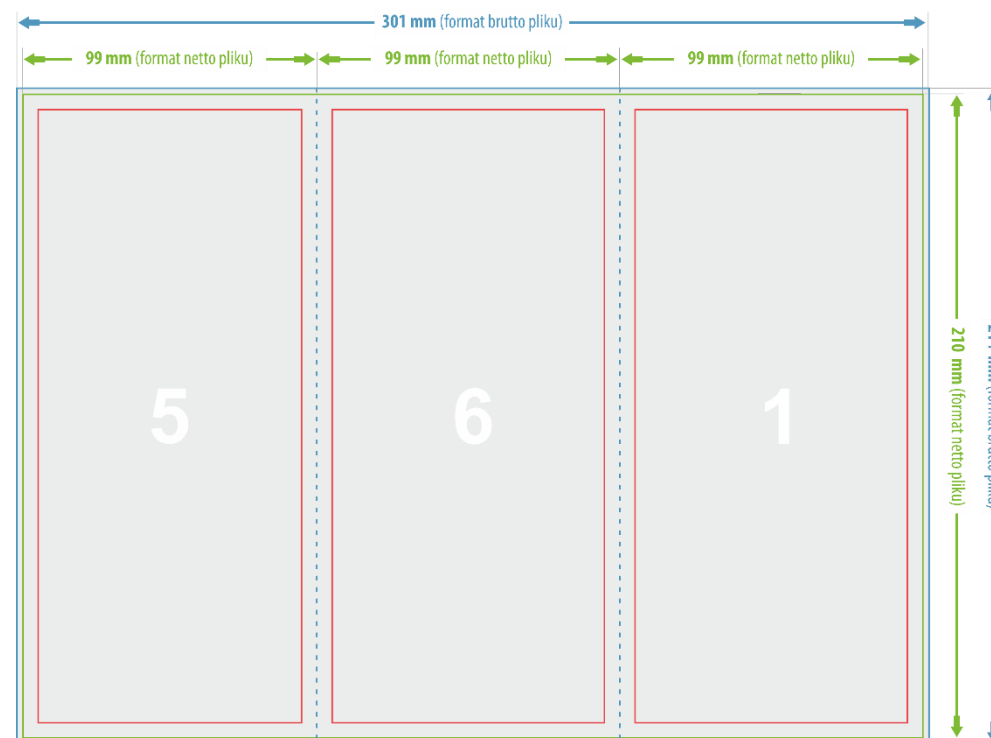 301 mm (format brutto pliku)
99 mm (format netto pliku) 99 mm (format netto pliku) 99 mm (format netto pliku)
5 6 1
210 mm (format netto pliku)